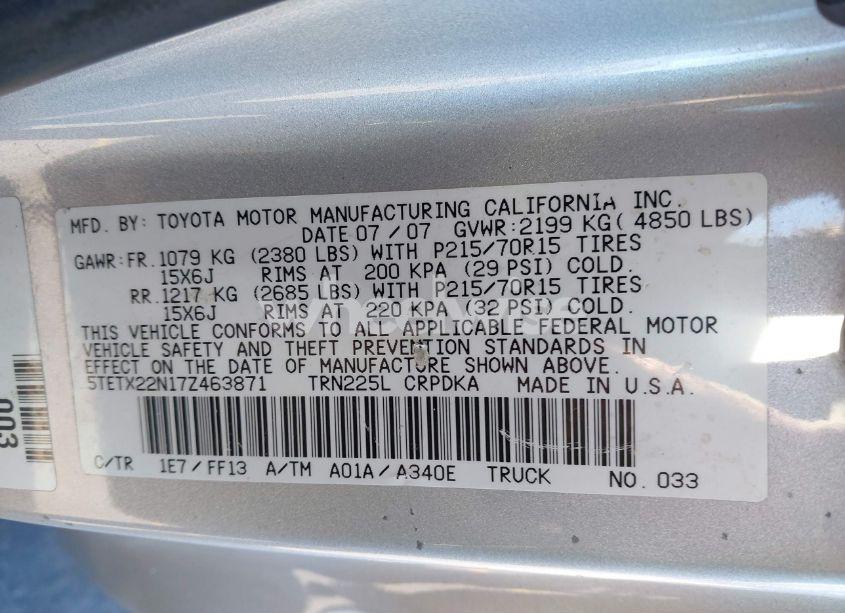 MFD. BY: TOYOTA MOTOR MANUFACTURING CALIFORNIA INC.
DATE 07 / 07 GVWR: 2199 KG( 4850 LBS)
GAWR: FR. 1079 KG (2380 LBS) WITH P215/70R15 TIRES
15X6J RIMS AT 200 KPA (29 PSI) COLD.
RR. 1217 KG (2685 LBS) WITH P215/70R15 TIRES
15X6J RIMS AT 220 KPA (32 PSI) COLD.
THIS VEHICLE CONFORMS TO ALL APPLICABLE FEDERAL MOTOR
VEHICLE SAFETY AND THEFT PREVENTION STANDARDS IN
EFFECT ON THE DATE OF MANUFACTURE SHOWN ABOVE.
5TETX22N17Z463871 TRN225L CRPDKA MADE IN U.S.A.
C/TR 1E7 / FF13 A/TM A01A / A340E TRUCK NO. 033
003